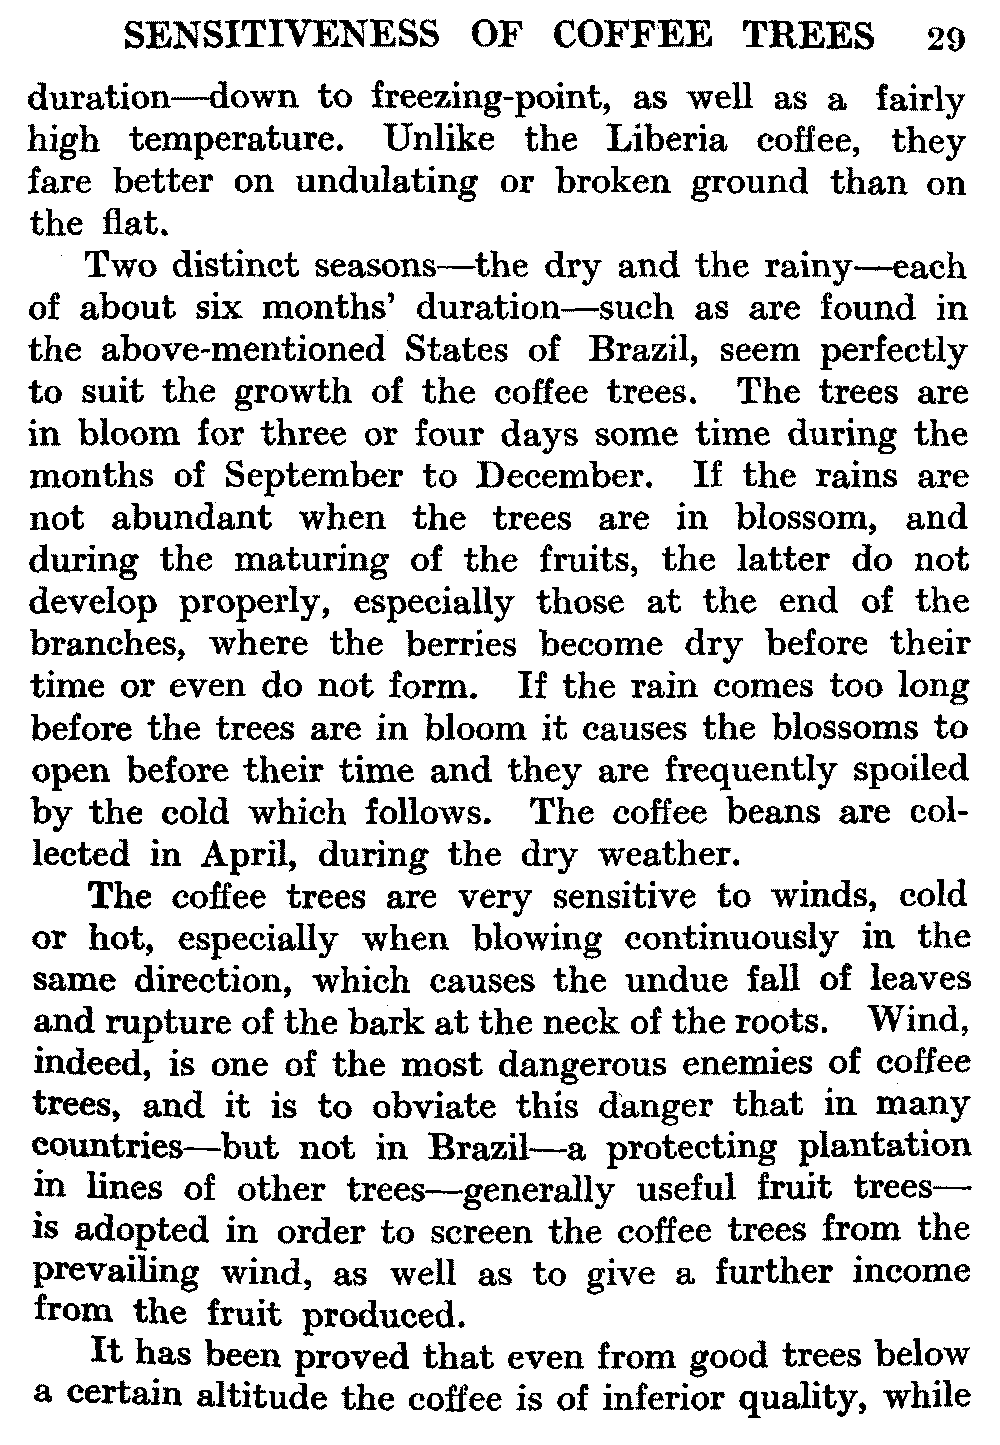 SENSITIVENESS OF COFFEE TREES 29
duration—down to freezing-point, as well as a fairly
high temperature. Unlike the Liberia coffee, they
fare better on undulating or broken ground than on
the flat.
Two distinct seasons—the dry and the rainy—each
of about six months' duration—such as are found in
the above-mentioned States of Brazil, seem perfectly
to suit the growth of the coffee trees. The trees are
in bloom for three or four days some time during the
months of September to December. If the rains are
not abundant when the trees are in blossom, and
during the maturing of the fruits, the latter do not
develop properly, especially those at the end of the
branches, where the berries become dry before their
time or even do not form. If the rain comes too long
before the trees are in bloom it causes the blossoms to
open before their time and they are frequently spoiled
by the cold which follows. The coffee beans are col-
lected in April, during the dry weather.
The coffee trees are very sensitive to winds, cold
or hot, especially when blowing continuously in the
same direction, which causes the undue fall of leaves
and rupture of the bark at the neck of the roots. Wind,
indeed, is one of the most dangerous enemies of coffee
trees, and it is to obviate this danger that in many
countries—but not in Brazil—a protecting plantation
in lines of other trees—generally useful fruit trees—
is adopted in order to screen the coffee trees from the
prevailing wind, as well as to give a further income
from the fruit produced.
It has been proved that even from good trees below
a certain altitude the coffee is of inferior quality, while